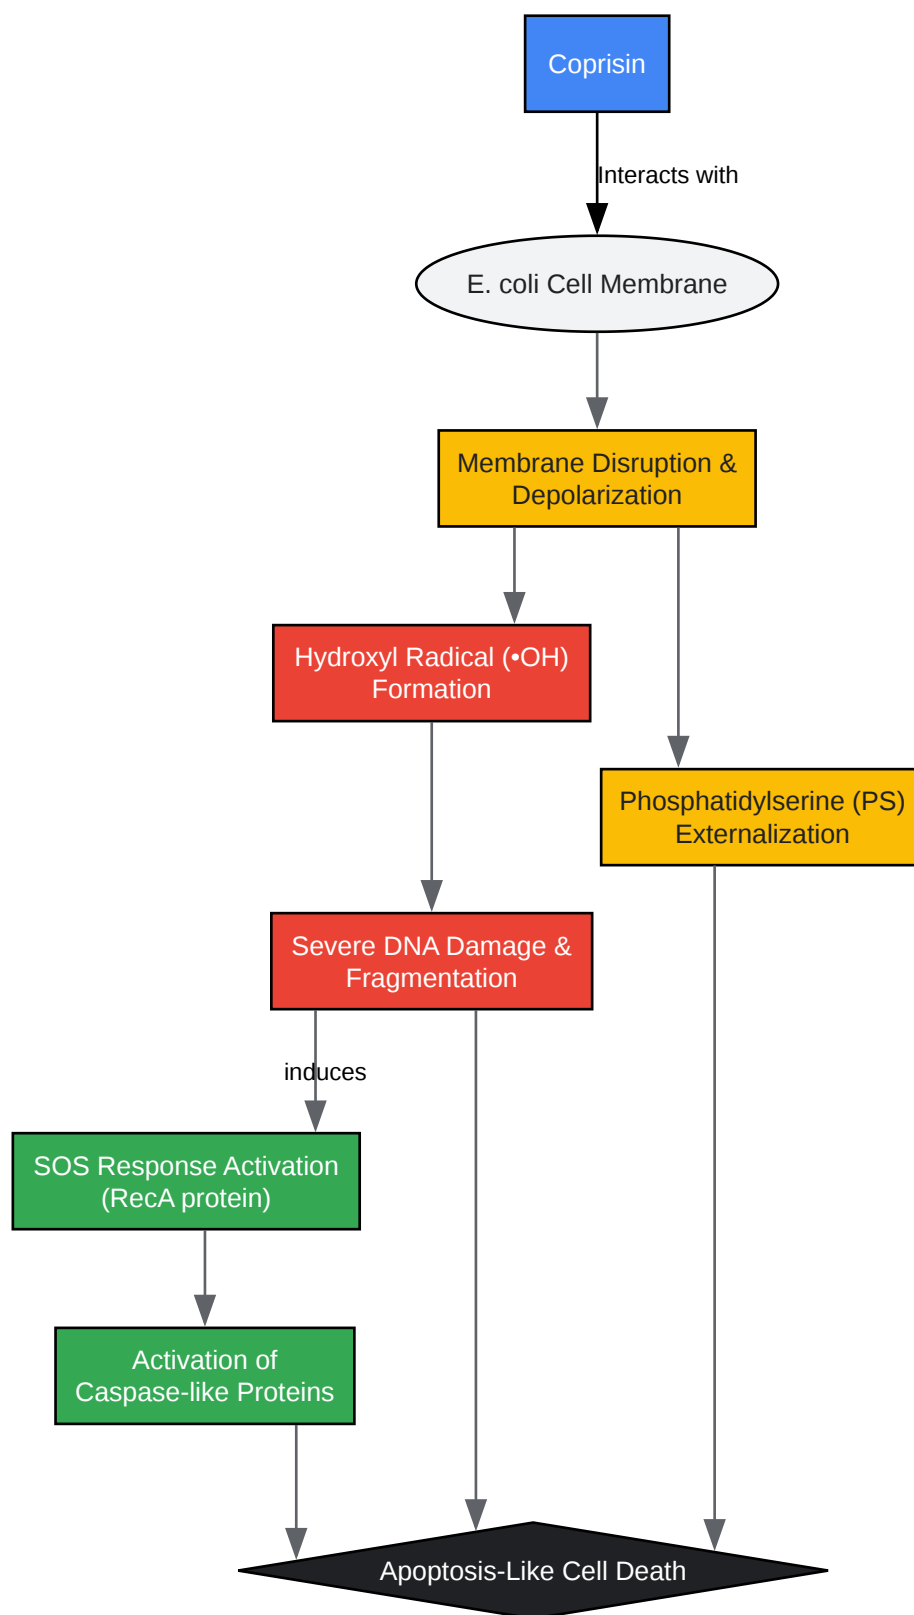 Coprisin
Interacts with
E. coli Cell Membrane
Membrane Disruption &
Depolarization
Hydroxyl Radical (•OH)
Formation
Phosphatidylserine (PS)
Externalization
Severe DNA Damage &
Fragmentation
induces
SOS Response Activation
(RecA protein)
Activation of
Caspase-like Proteins
Apoptosis-Like Cell Death